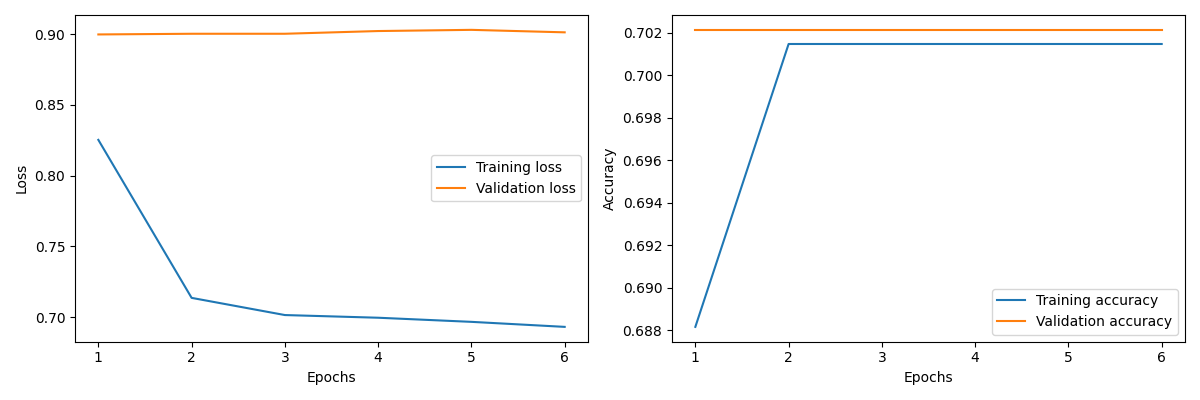 0.90
0.85
0.80
0.75
0.70
Loss
1 2 3 4 5 6
Epochs
Training loss
Validation loss
0.702
0.700
0.698
0.696
0.694
0.692
0.690
0.688
Accuracy
1 2 3 4 5 6
Epochs
Training accuracy
Validation accuracy